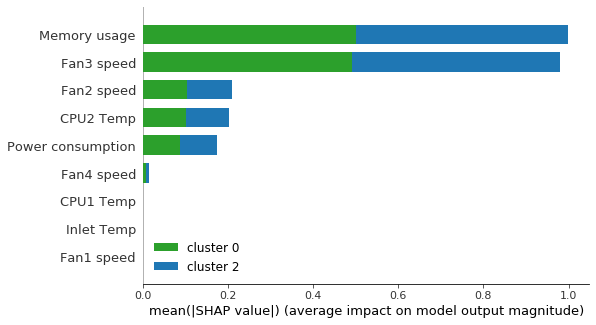 Memory usage
Fan3 speed
Fan2 speed
CPU2 Temp
Power consumption
Fan4 speed
CPU1 Temp
Inlet Temp
Fan1 speed
cluster 0
cluster 2
0.0 0.2 0.4 0.6 0.8 1.0
mean(|SHAP value|) (average impact on model output magnitude)